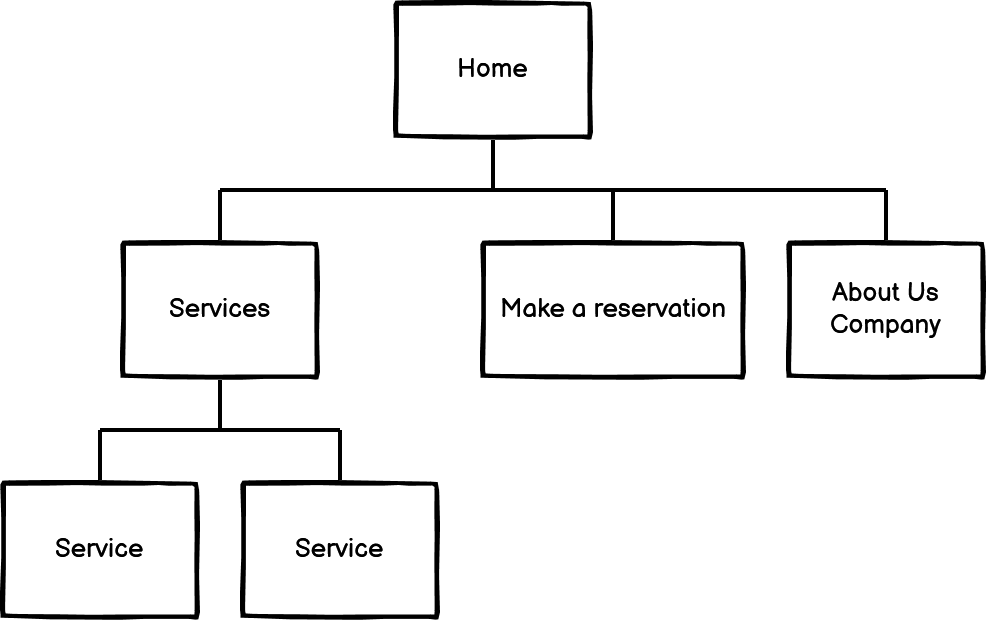 Home
Services
Make a reservation
About Us
Company
Service
Service